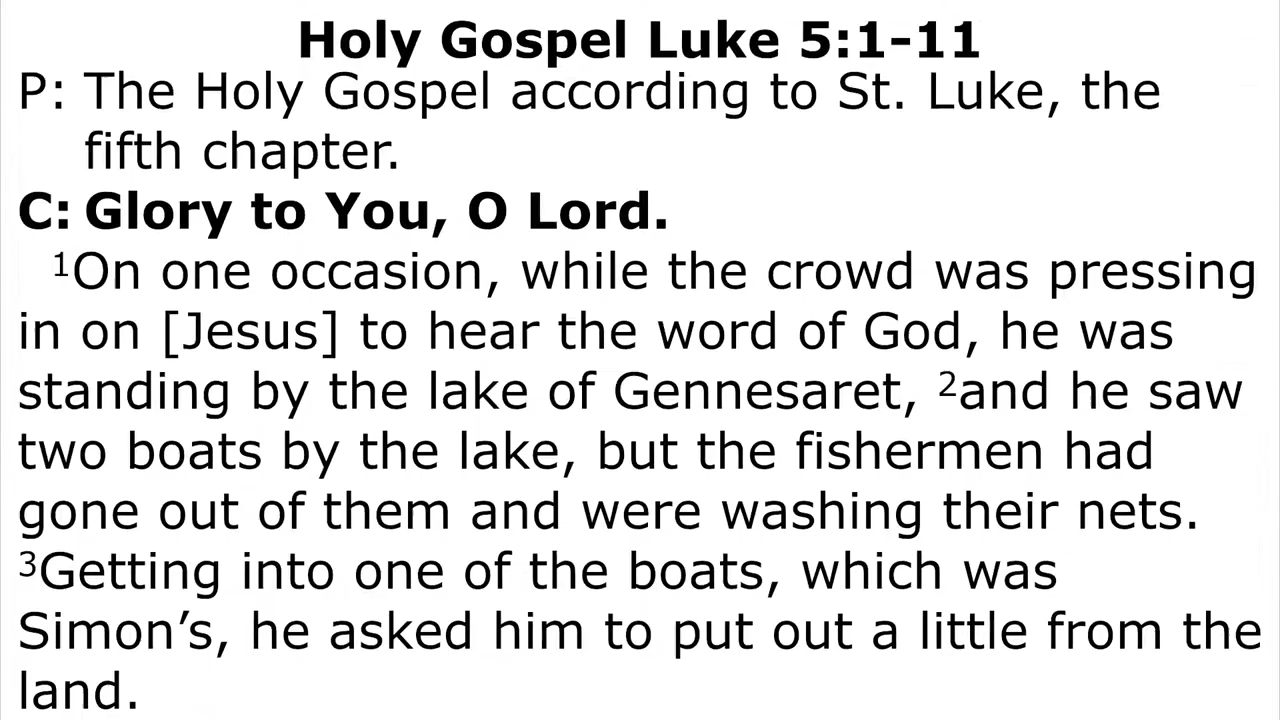 Holy Gospel Luke 5:1-11
P: The Holy Gospel according to St. Luke, the
fifth chapter.
C: Glory to You, O Lord.
¹On one occasion, while the crowd was pressing
in on [Jesus] to hear the word of God, he was
standing by the lake of Gennesaret, ²and he saw
two boats by the lake, but the fishermen had
gone out of them and were washing their nets.
³Getting into one of the boats, which was
Simon’s, he asked him to put out a little from the
land.